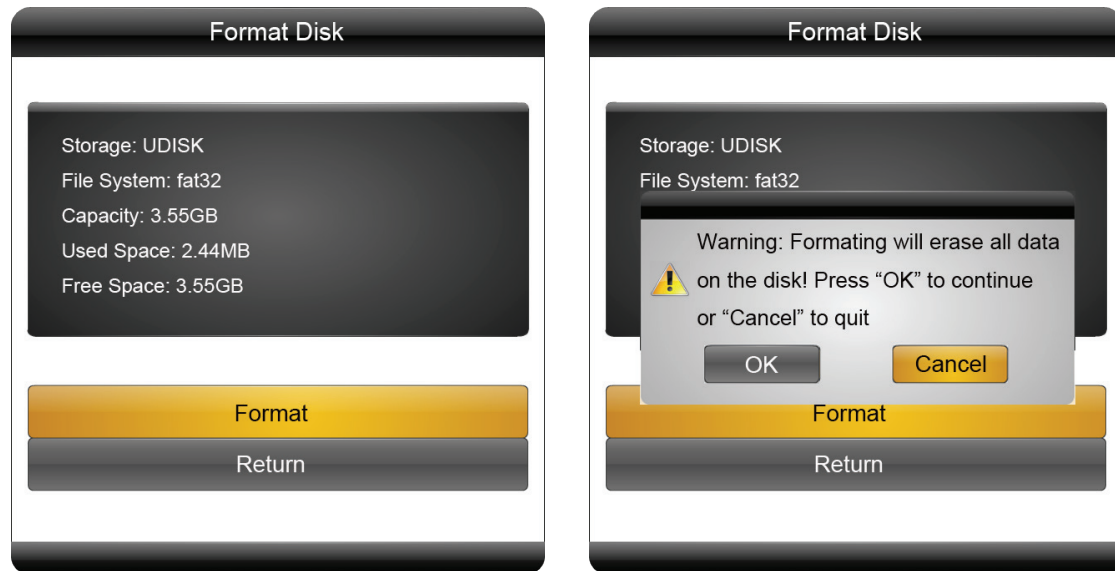 Format Disk
Storage: UDISK
File System: fat32
Capacity: 3.55GB
Used Space: 2.44MB
Free Space: 3.55GB
Format
Return
Format Disk
Storage: UDISK
File System: fat32
Warning: Formating will erase all data
on the disk! Press “OK” to continue
or “Cancel” to quit
OK
Cancel
Format
Return